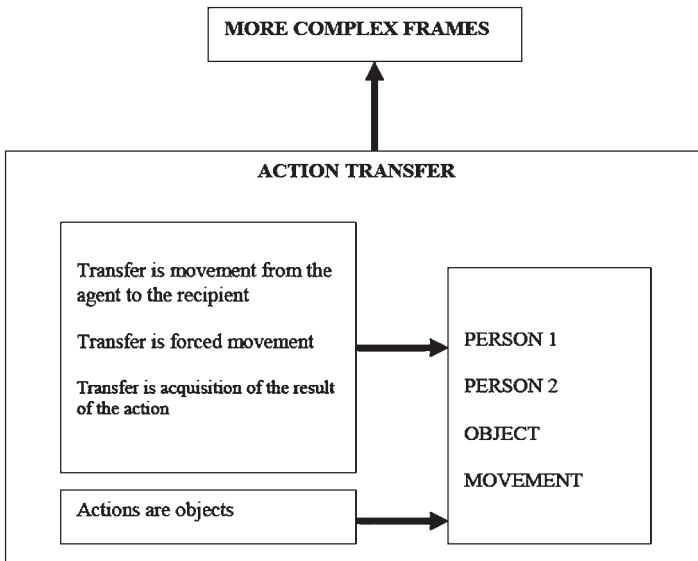 MORE COMPLEX FRAMES
ACTION TRANSFER
Transfer is movement from the
agent to the recipient
Transfer is forced movement
Transfer is acquisition of the result
of the action
Actions are objects
PERSON 1
PERSON 2
OBJECT
MOVEMENT